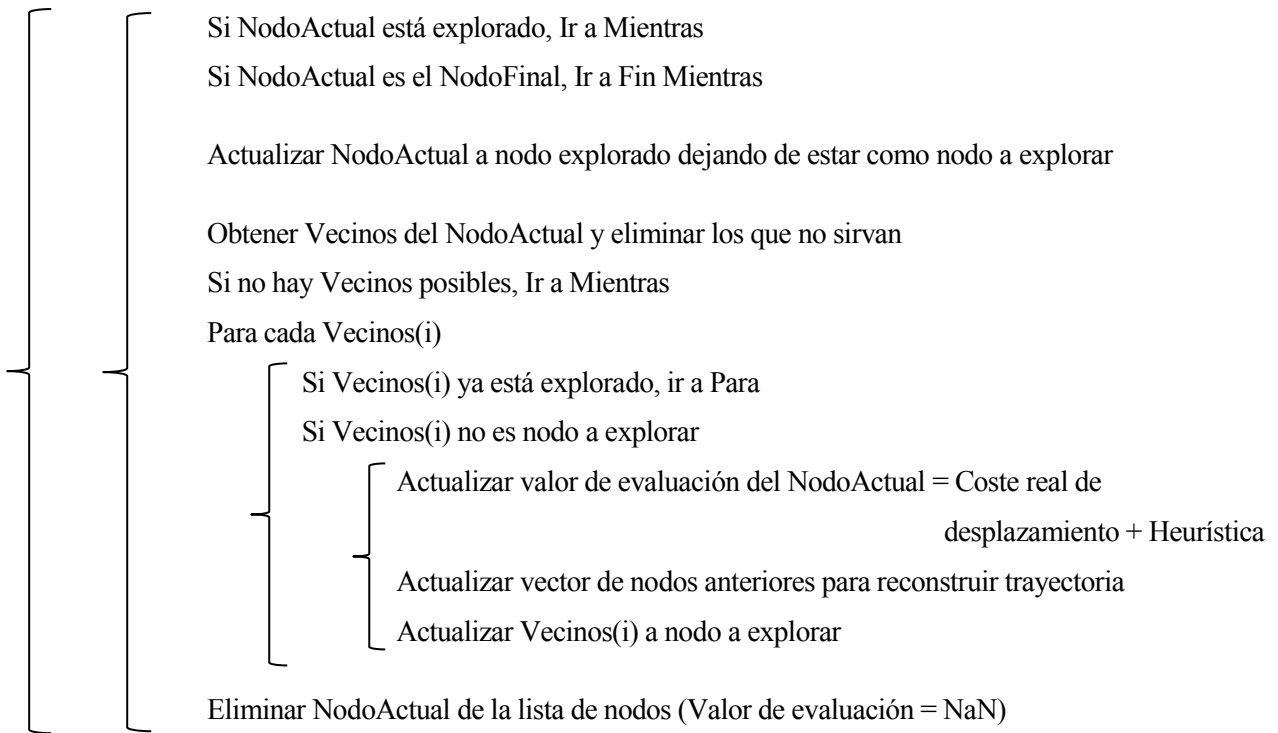 Si NodoActual está explorado, Ir a Mientras
Si NodoActual es el NodoFinal, Ir a Fin Mientras
Actualizar NodoActual a nodo explorado dejando de estar como nodo a explorar
Obtener Vecinos del NodoActual y eliminar los que no sirvan
Si no hay Vecinos posibles, Ir a Mientras
Para cada Vecinos(i)
Si Vecinos(i) ya está explorado, ir a Para
Si Vecinos(i) no es nodo a explorar
Actualizar valor de evaluación del NodoActual = Coste real de
desplazamiento + Heurística
Actualizar vector de nodos anteriores para reconstruir trayectoria
Actualizar Vecinos(i) a nodo a explorar
Eliminar NodoActual de la lista de nodos (Valor de evaluación = NaN)